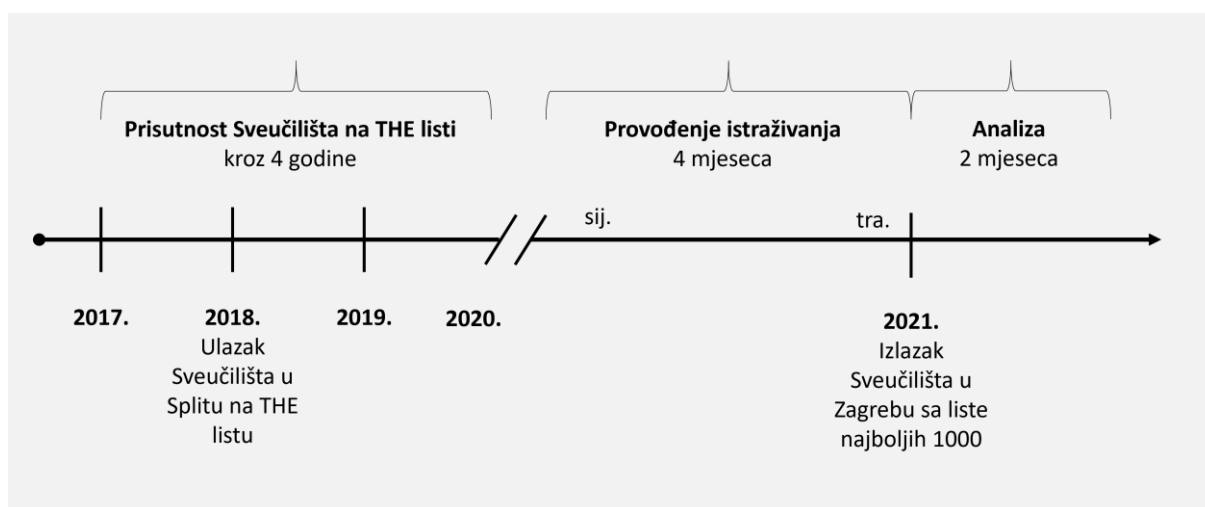 Prisutnost Sveučilišta na THE listi
kroz 4 godine
Provođenje istraživanja
4 mjeseca
Analiza
2 mjeseca
sij.
tra.
2017.
2018.
Ulazak
Sveučilišta u
Splitu na THE
listu
2019.
2020.
2021.
Izlazak
Sveučilišta u
Zagrebu sa liste
najboljih 1000